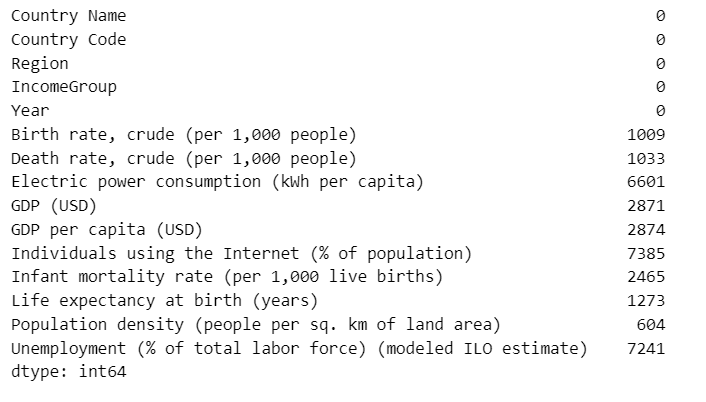 Country Name 0
Country Code 0
Region 0
IncomeGroup 0
Year 0
Birth rate, crude (per 1,000 people) 1009
Death rate, crude (per 1,000 people) 1033
Electric power consumption (kWh per capita) 6601
GDP (USD) 2871
GDP per capita (USD) 2874
Individuals using the Internet (% of population) 7385
Infant mortality rate (per 1,000 live births) 2465
Life expectancy at birth (years) 1273
Population density (people per sq. km of land area) 604
Unemployment (% of total labor force) (modeled ILO estimate) 7241
dtype: int64